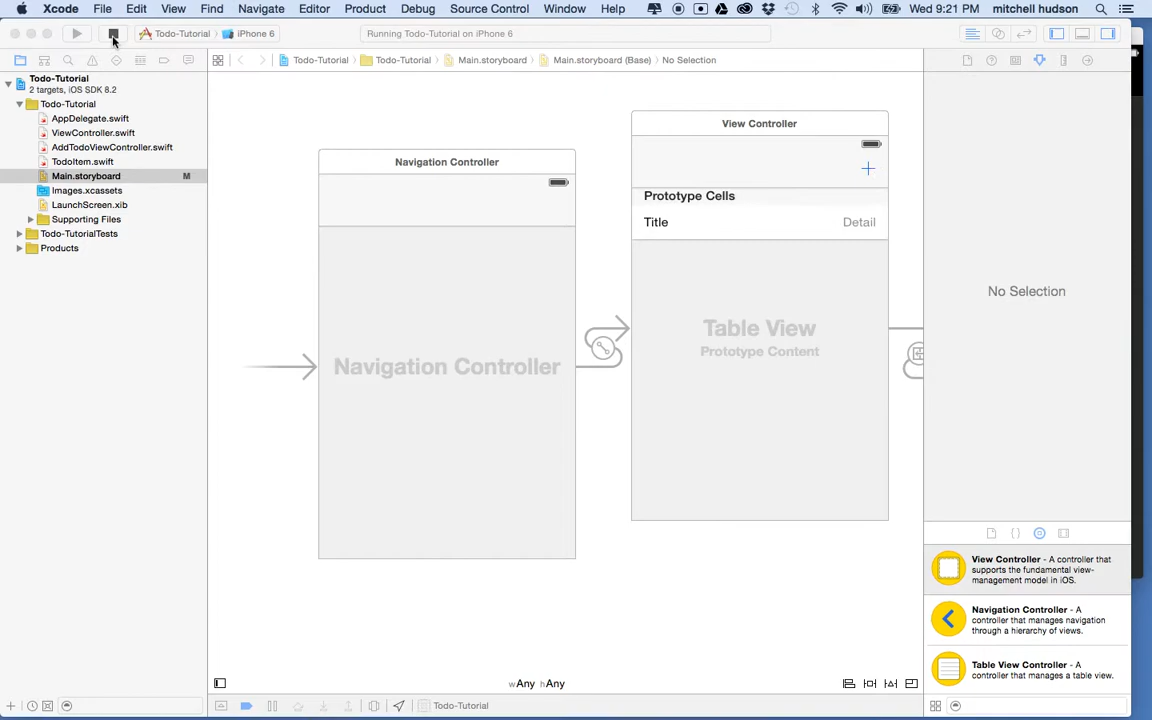 Xcode File Edit View Find Navigate Editor Product Debug Source Control Window Help Wed 9:21 PM mitchell hudson
Todo-Tutorial iPhone 6 Running Todo-Tutorial on iPhone 6
Todo-Tutorial Todo-Tutorial Main.storyboard Main.storyboard (Base) No Selection
Todo-Tutorial
2 targets, iOS SDK 8.2
Todo-Tutorial
AppDelegate.swift
ViewController.swift
AddTodoViewController.swift
TodoItem.swift
Main.storyboard M
Images.xcassets
LaunchScreen.xib
Supporting Files
Todo-TutorialTests
Products
Navigation Controller
Navigation Controller
View Controller
Prototype Cells
Title Detail
Table View
Prototype Content
wAny hAny
Todo-Tutorial
No Selection
View Controller - A controller that
supports the fundamental view-
management model in iOS.
Navigation Controller - A
controller that manages navigation
through a hierarchy of views.
Table View Controller - A
controller that manages a table view.